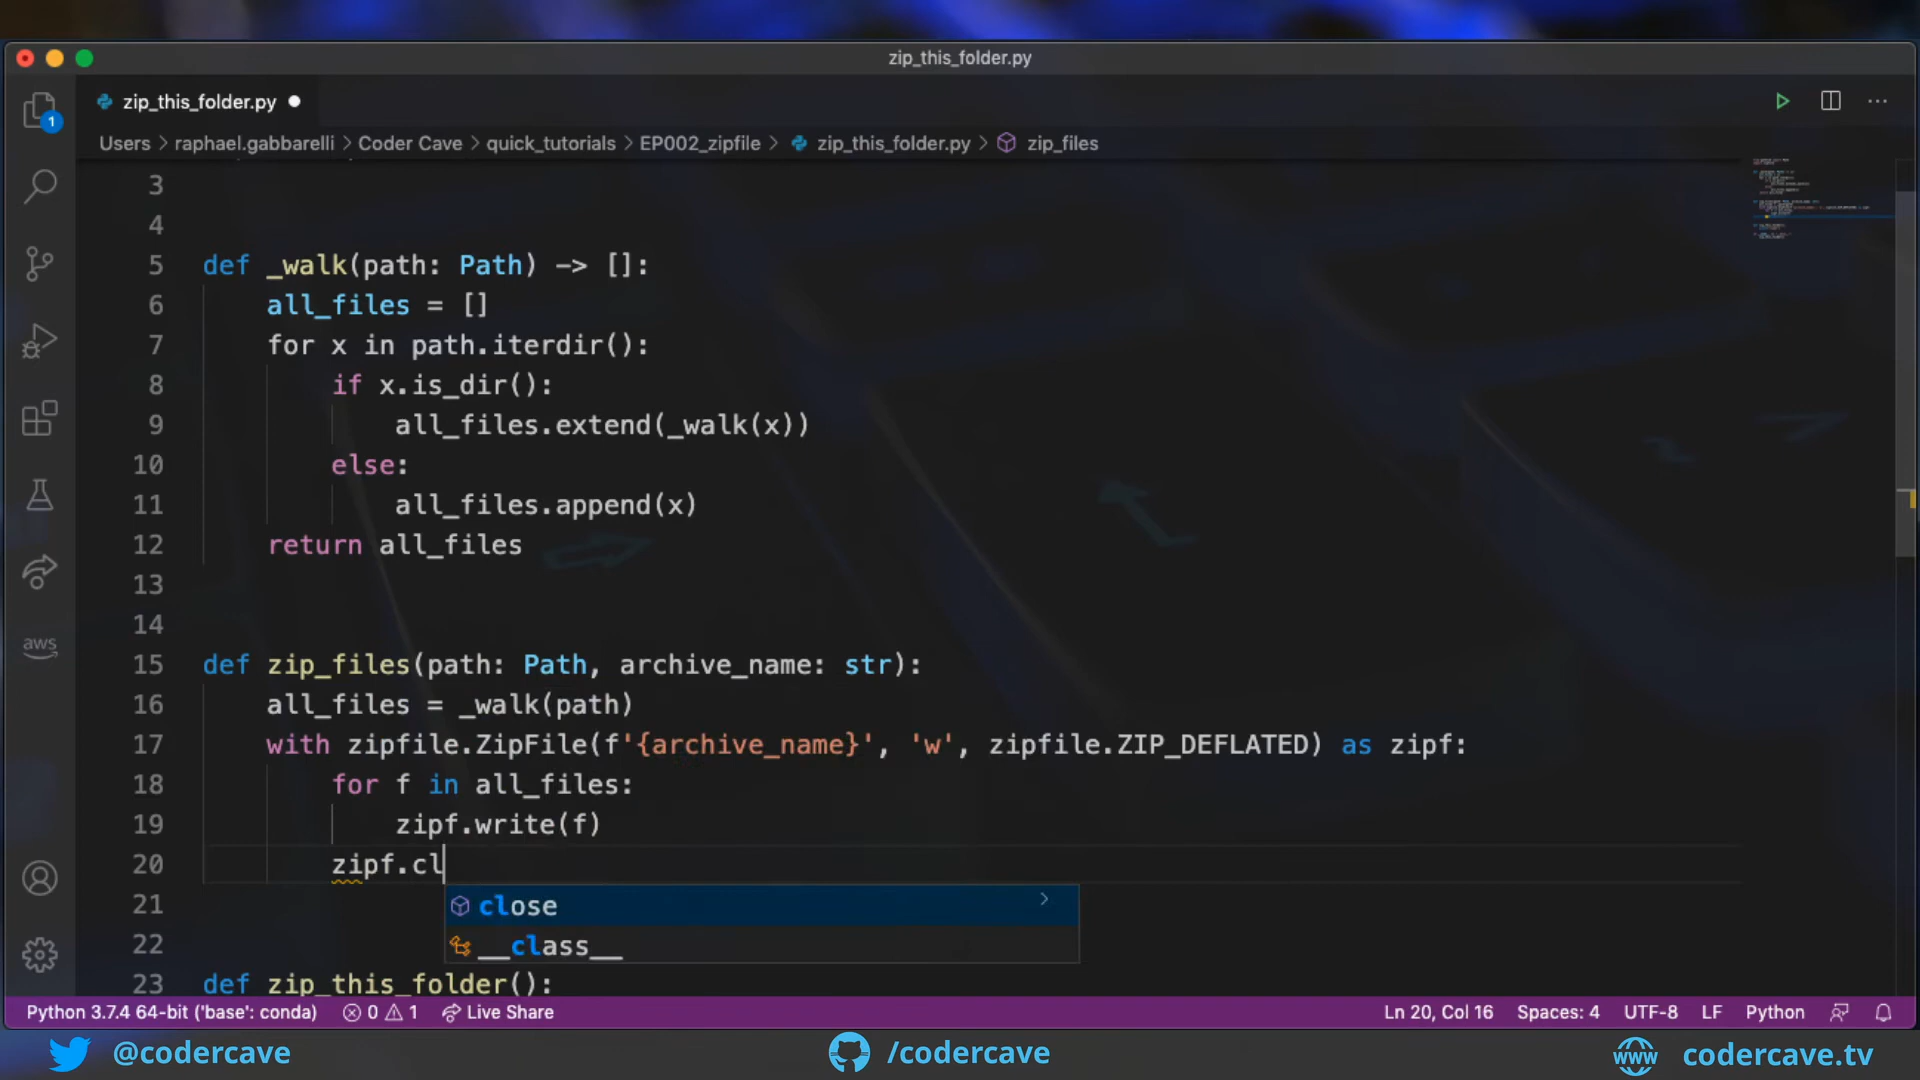 zip_this_folder.py
zip_this_folder.py
Users > raphael.gabbarelli > Coder Cave > quick_tutorials > EP002_zipfile > zip_this_folder.py > zip_files
1
3
4
5 def _walk(path: Path) -> []:
6 all_files = []
7 for x in path.iterdir():
8 if x.is_dir():
9 all_files.extend(_walk(x))
10 else:
11 all_files.append(x)
12 return all_files
13
14
15 def zip_files(path: Path, archive_name: str):
16 all_files = _walk(path)
17 with zipfile.ZipFile(f'{archive_name}', 'w', zipfile.ZIP_DEFLATED) as zipf:
18 for f in all_files:
19 zipf.write(f)
20 zipf.cl
21 close
22 __class__
23 def zip_this_folder():
aws
Python 3.7.4 64-bit ('base': conda) 0 1 Live Share Ln 20, Col 16 Spaces: 4 UTF-8 LF Python
@codercave /codercave www codercave.tv